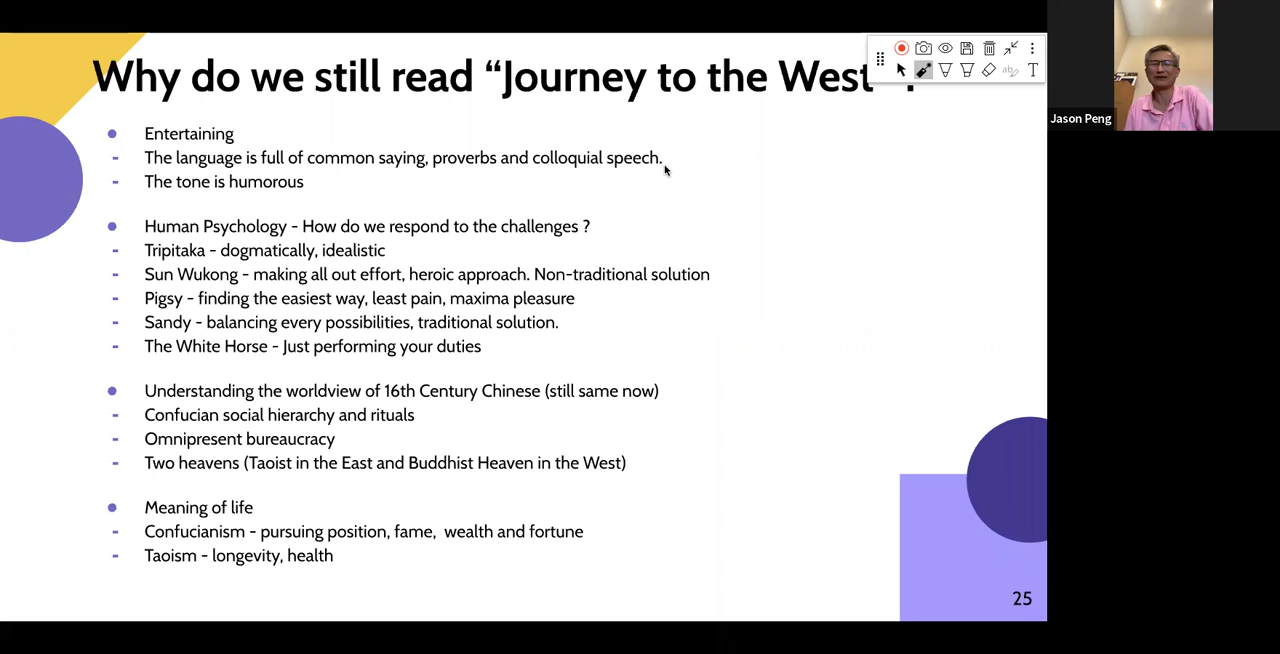 Why do we still read “Journey to the West” ?
● Entertaining
- The language is full of common saying, proverbs and colloquial speech.
- The tone is humorous
● Human Psychology - How do we respond to the challenges ?
- Tripitaka - dogmatically, idealistic
- Sun Wukong - making all out effort, heroic approach. Non-traditional solution
- Pigsy - finding the easiest way, least pain, maxima pleasure
- Sandy - balancing every possibilities, traditional solution.
- The White Horse - Just performing your duties
● Understanding the worldview of 16th Century Chinese (still same now)
- Confucian social hierarchy and rituals
- Omnipresent bureaucracy
- Two heavens (Taoist in the East and Buddhist Heaven in the West)
● Meaning of life
- Confucianism - pursuing position, fame, wealth and fortune
- Taoism - longevity, health
25
ab
T
Jason Peng